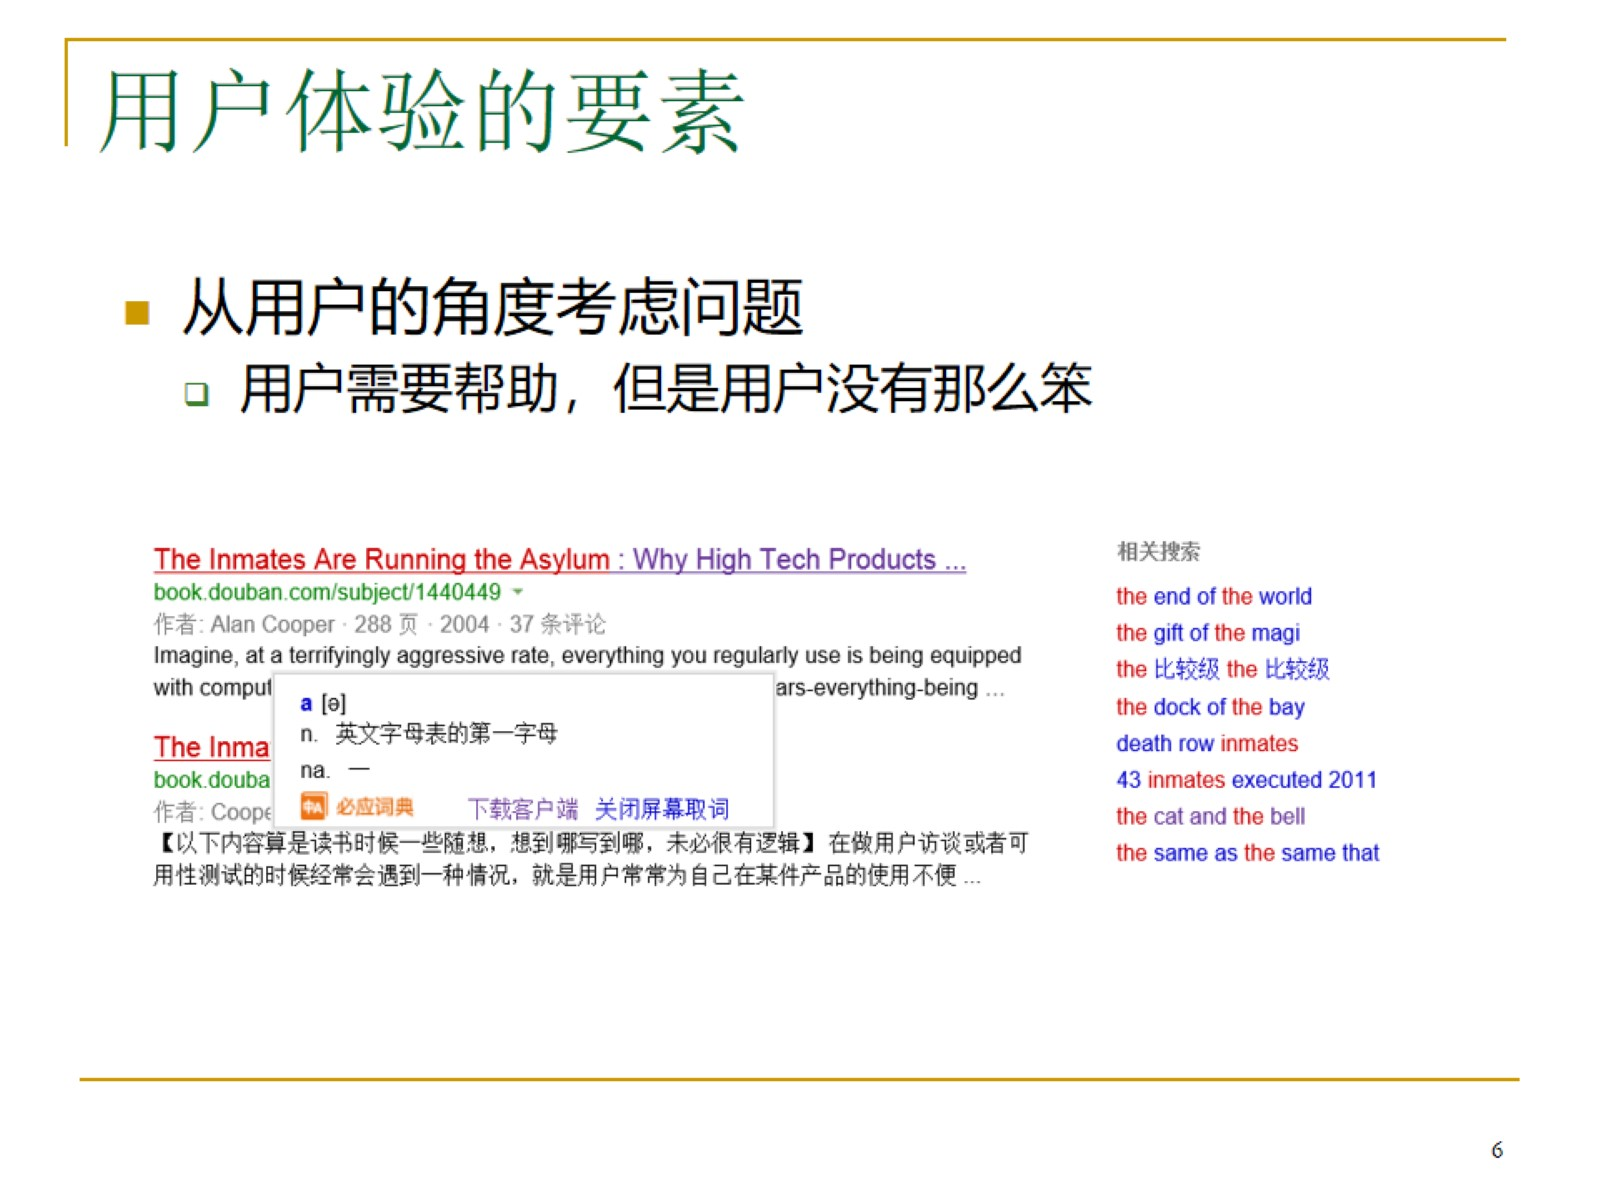 用户体验的要素
从用户的角度考虑问题
用户需要帮助，但是用户没有那么笨
The Inmates Are Running the Asylum : Why High Tech Products ...
book.douban.com/subject/1440449
作者: Alan Cooper · 288 页 · 2004 · 37 条评论
Imagine, at a terrifyingly aggressive rate, everything you regularly use is being equipped
with comput
ars-everything-being ...
a [ə]
n. 英文字母表的第一字母
na. 一
必应词典 下载客户端 关闭屏幕取词
The Inma
book.douba
作者: Coope
【以下内容算是读书时候一些随想，想到哪写到哪，未必很有逻辑】 在做用户访谈或者可
用性测试的时候经常会遇到一种情况，就是用户常常为自己在某件产品的使用不便 ...
相关搜索
the end of the world
the gift of the magi
the 比较级 the 比较级
the dock of the bay
death row inmates
43 inmates executed 2011
the cat and the bell
the same as the same that
6